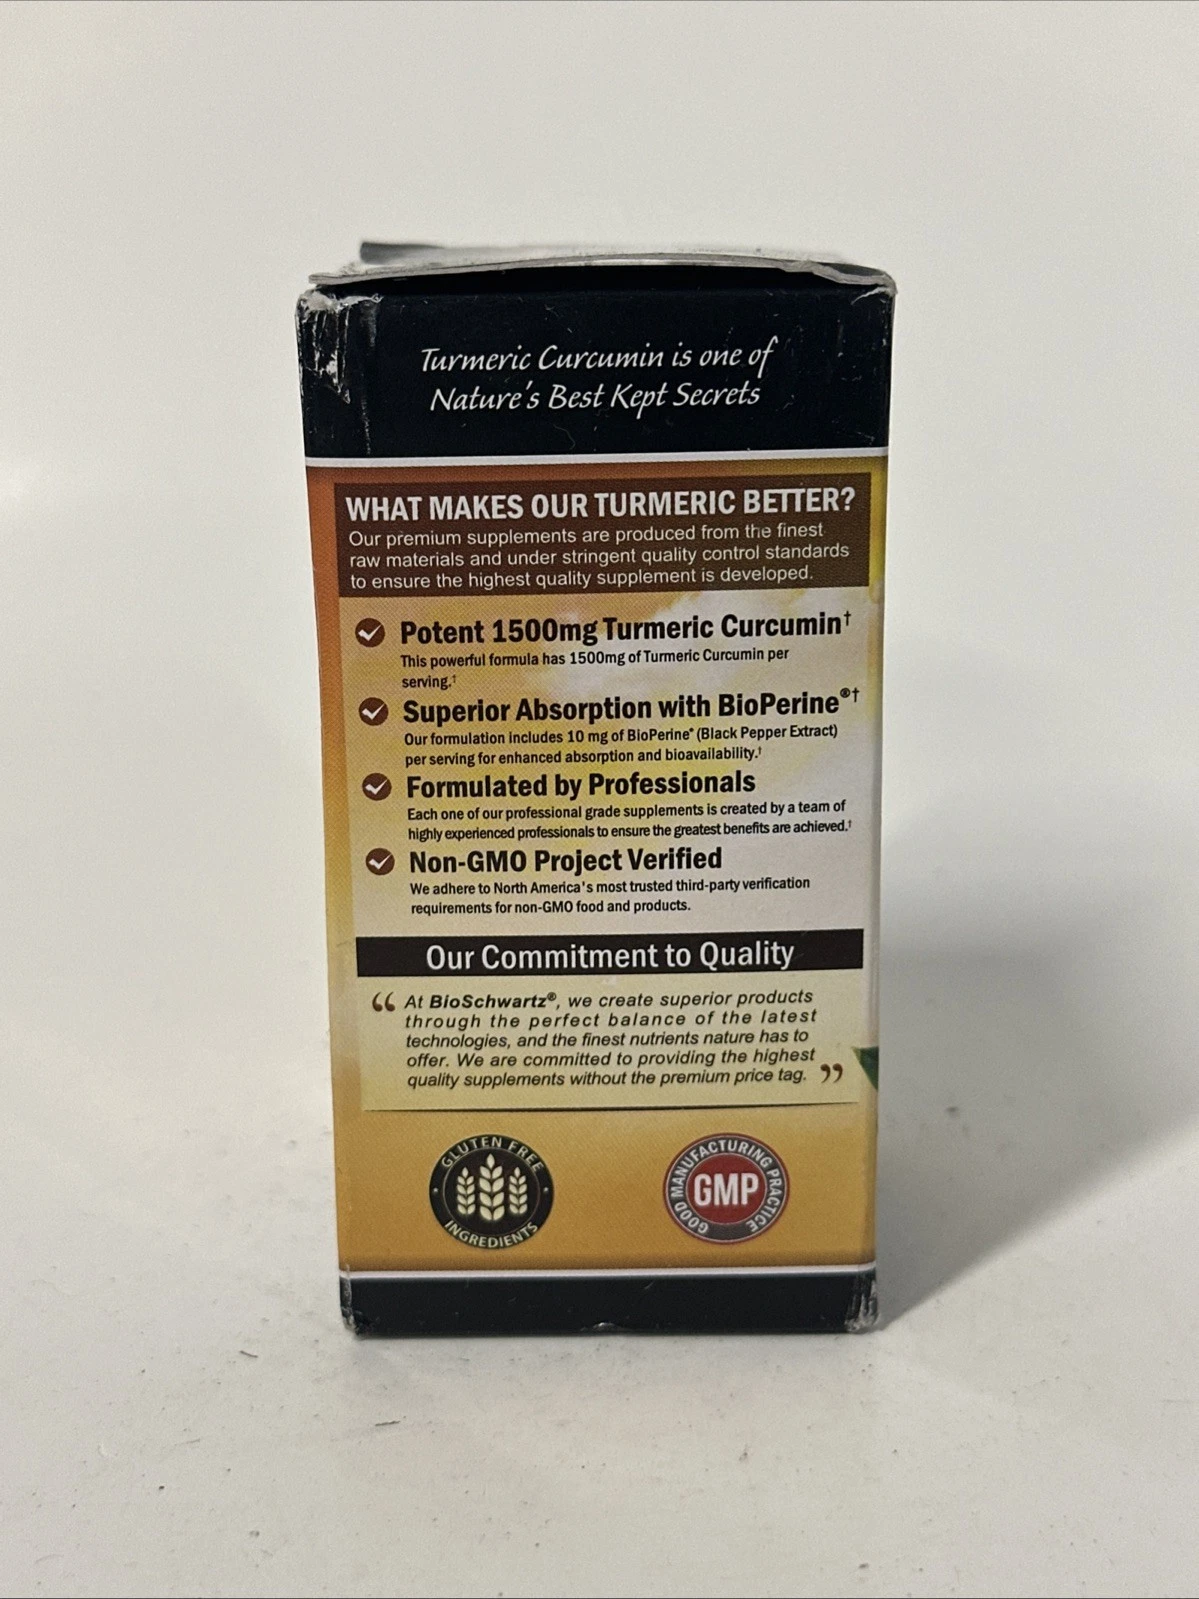 Turmeric Curcumin is one of
Nature's Best Kept Secrets
WHAT MAKES OUR TURMERIC BETTER?
Our premium supplements are produced from the finest
raw materials and under stringent quality control standards
to ensure the highest quality supplement is developed.
Potent 1500mg Turmeric Curcumin†
This powerful formula has 1500mg of Turmeric Curcumin per
serving.†
Superior Absorption with BioPerine®†
Our formulation includes 10 mg of BioPerine® (Black Pepper Extract)
per serving for enhanced absorption and bioavailability.†
Formulated by Professionals
Each one of our professional grade supplements is created by a team of
highly experienced professionals to ensure the greatest benefits are achieved.†
Non-GMO Project Verified
We adhere to North America's most trusted third-party verification
requirements for non-GMO food and products.
Our Commitment to Quality
“ At BioSchwartz®, we create superior products
through the perfect balance of the latest
technologies, and the finest nutrients nature has to
offer. We are committed to providing the highest
quality supplements without the premium price tag. ”
GLUTEN FREE
INGREDIENTS
GOOD MANUFACTURING PRACTICE
GMP